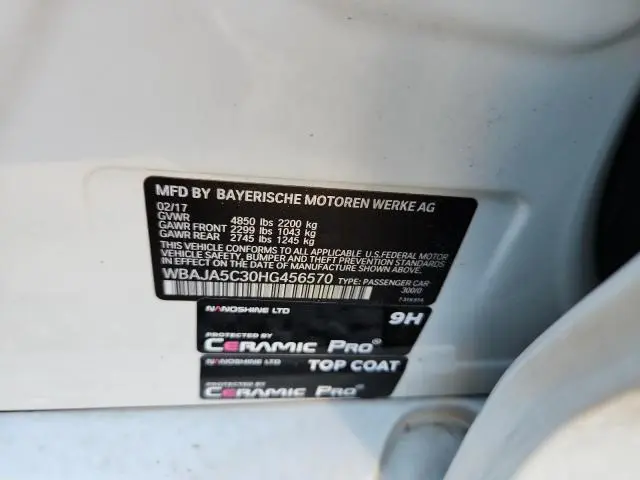 MFD BY BAYERISCHE MOTOREN WERKE AG
02/17
GVWR 4850 lbs 2200 kg
GAWR FRONT 2299 lbs 1043 kg
GAWR REAR 2745 lbs 1245 kg
THIS VEHICLE CONFORMS TO ALL APPLICABLE U.S.FEDERAL MOTOR
VEHICLE SAFETY, BUMPER AND THEFT PREVENTION STANDARDS IN
EFFECT ON THE DATE OF MANUFACTURE SHOWN ABOVE.
WBAJA5C30HG456570 TYPE: PASSENGER CAR
300/0
NANOSHINE LTD 9H
PROTECTED BY
CERAMIC PRO®
NANOSHINE LTD TOP COAT
PROTECTED BY
CERAMIC PRO®